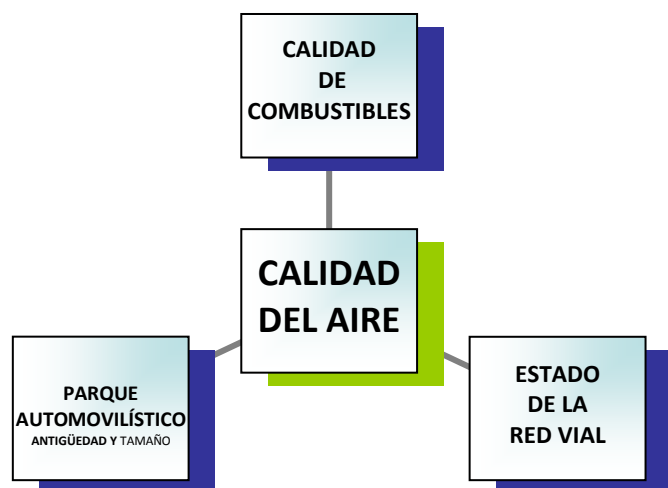 CALIDAD
DE
COMBUSTIBLES
CALIDAD
DEL AIRE
PARQUE
AUTOMOVILÍSTICO
ANTIGÜEDAD Y TAMAÑO
ESTADO
DE LA
RED VIAL